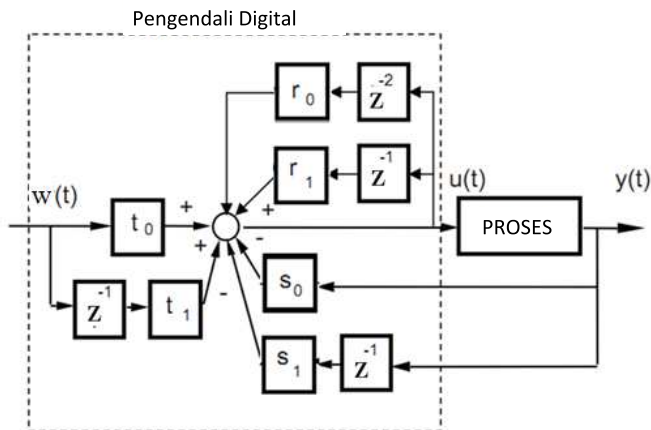 Pengendali Digital
r 0
z -2
r 1
z -1
w(t)
u(t)
y(t)
+
t 0
+
+
-
PROSES
z -1
t 1
-
s 0
s 1
z -1